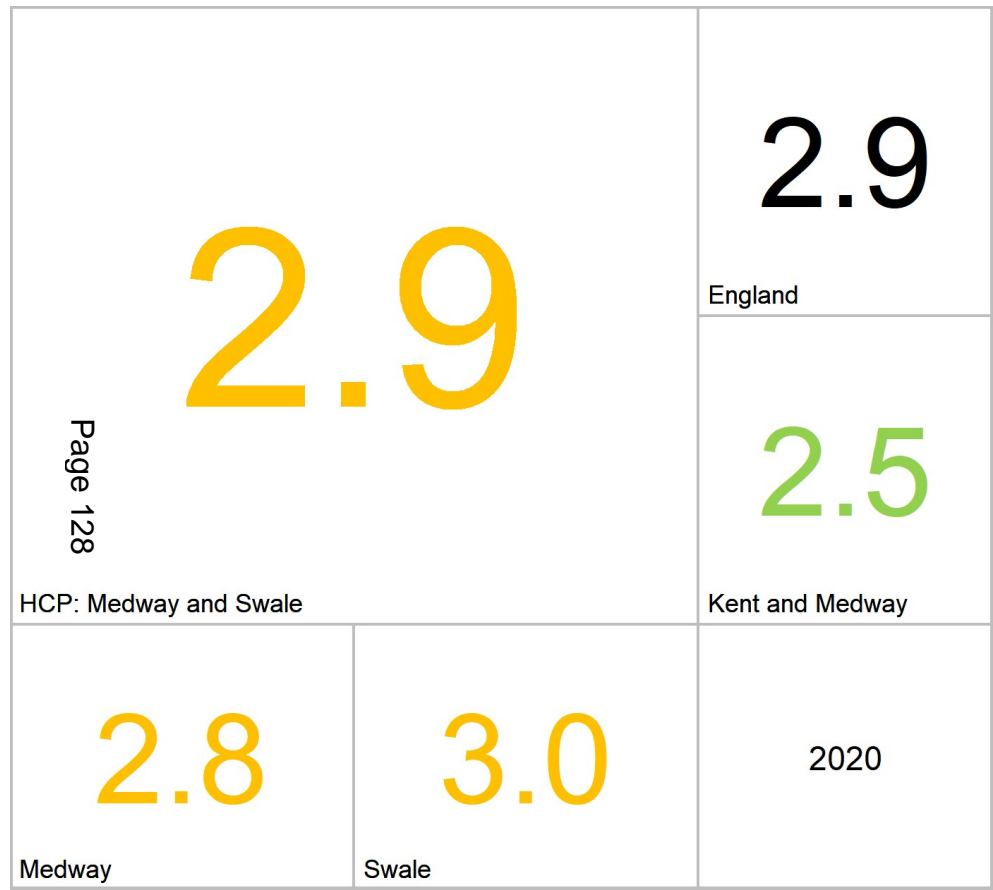 2.9
Page 128
HCP: Medway and Swale
2.9
England
2.5
Kent and Medway
2.8
Medway
3.0
Swale
2020